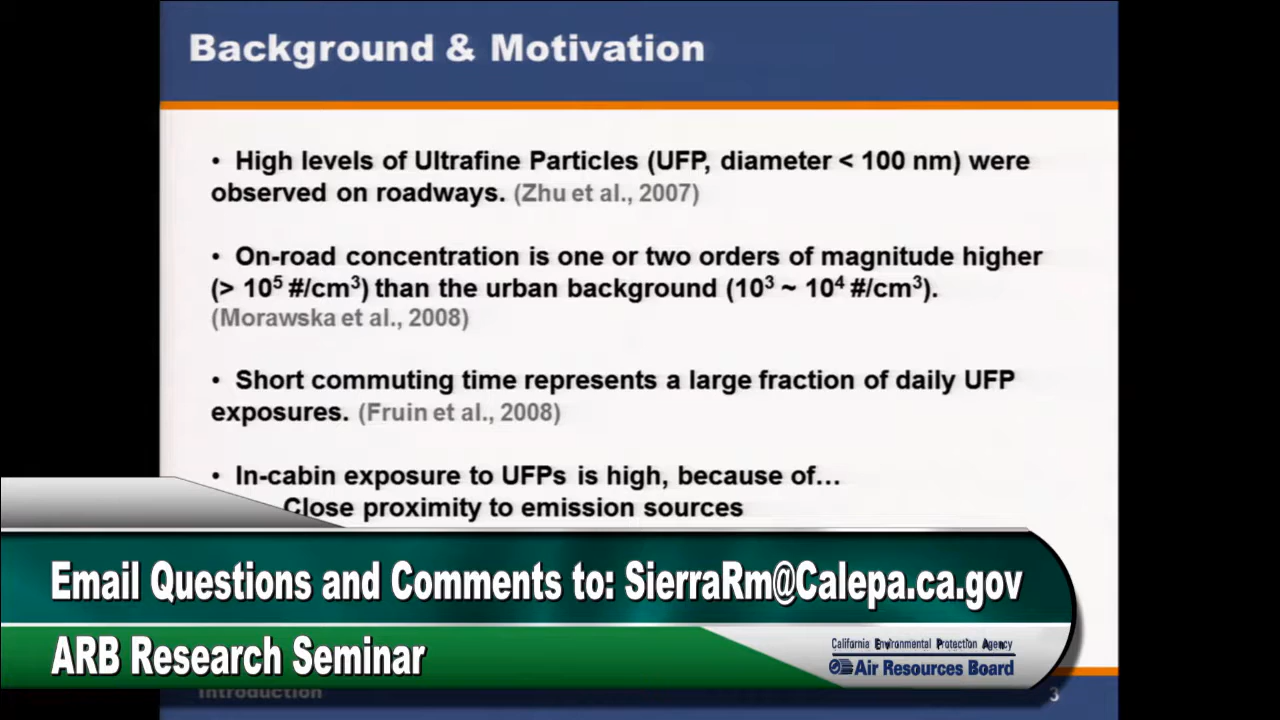 Background & Motivation
• High levels of Ultrafine Particles (UFP, diameter < 100 nm) were
observed on roadways. (Zhu et al., 2007)
• On-road concentration is one or two orders of magnitude higher
(> 10⁵ #/cm³) than the urban background (10³ ~ 10⁴ #/cm³).
(Morawska et al., 2008)
• Short commuting time represents a large fraction of daily UFP
exposures. (Fruin et al., 2008)
• In-cabin exposure to UFPs is high, because of…
Close proximity to emission sources
Email Questions and Comments to: SierraRm@Calepa.ca.gov
ARB Research Seminar
California Environmental Protection Agency
Air Resources Board
Introduction
3